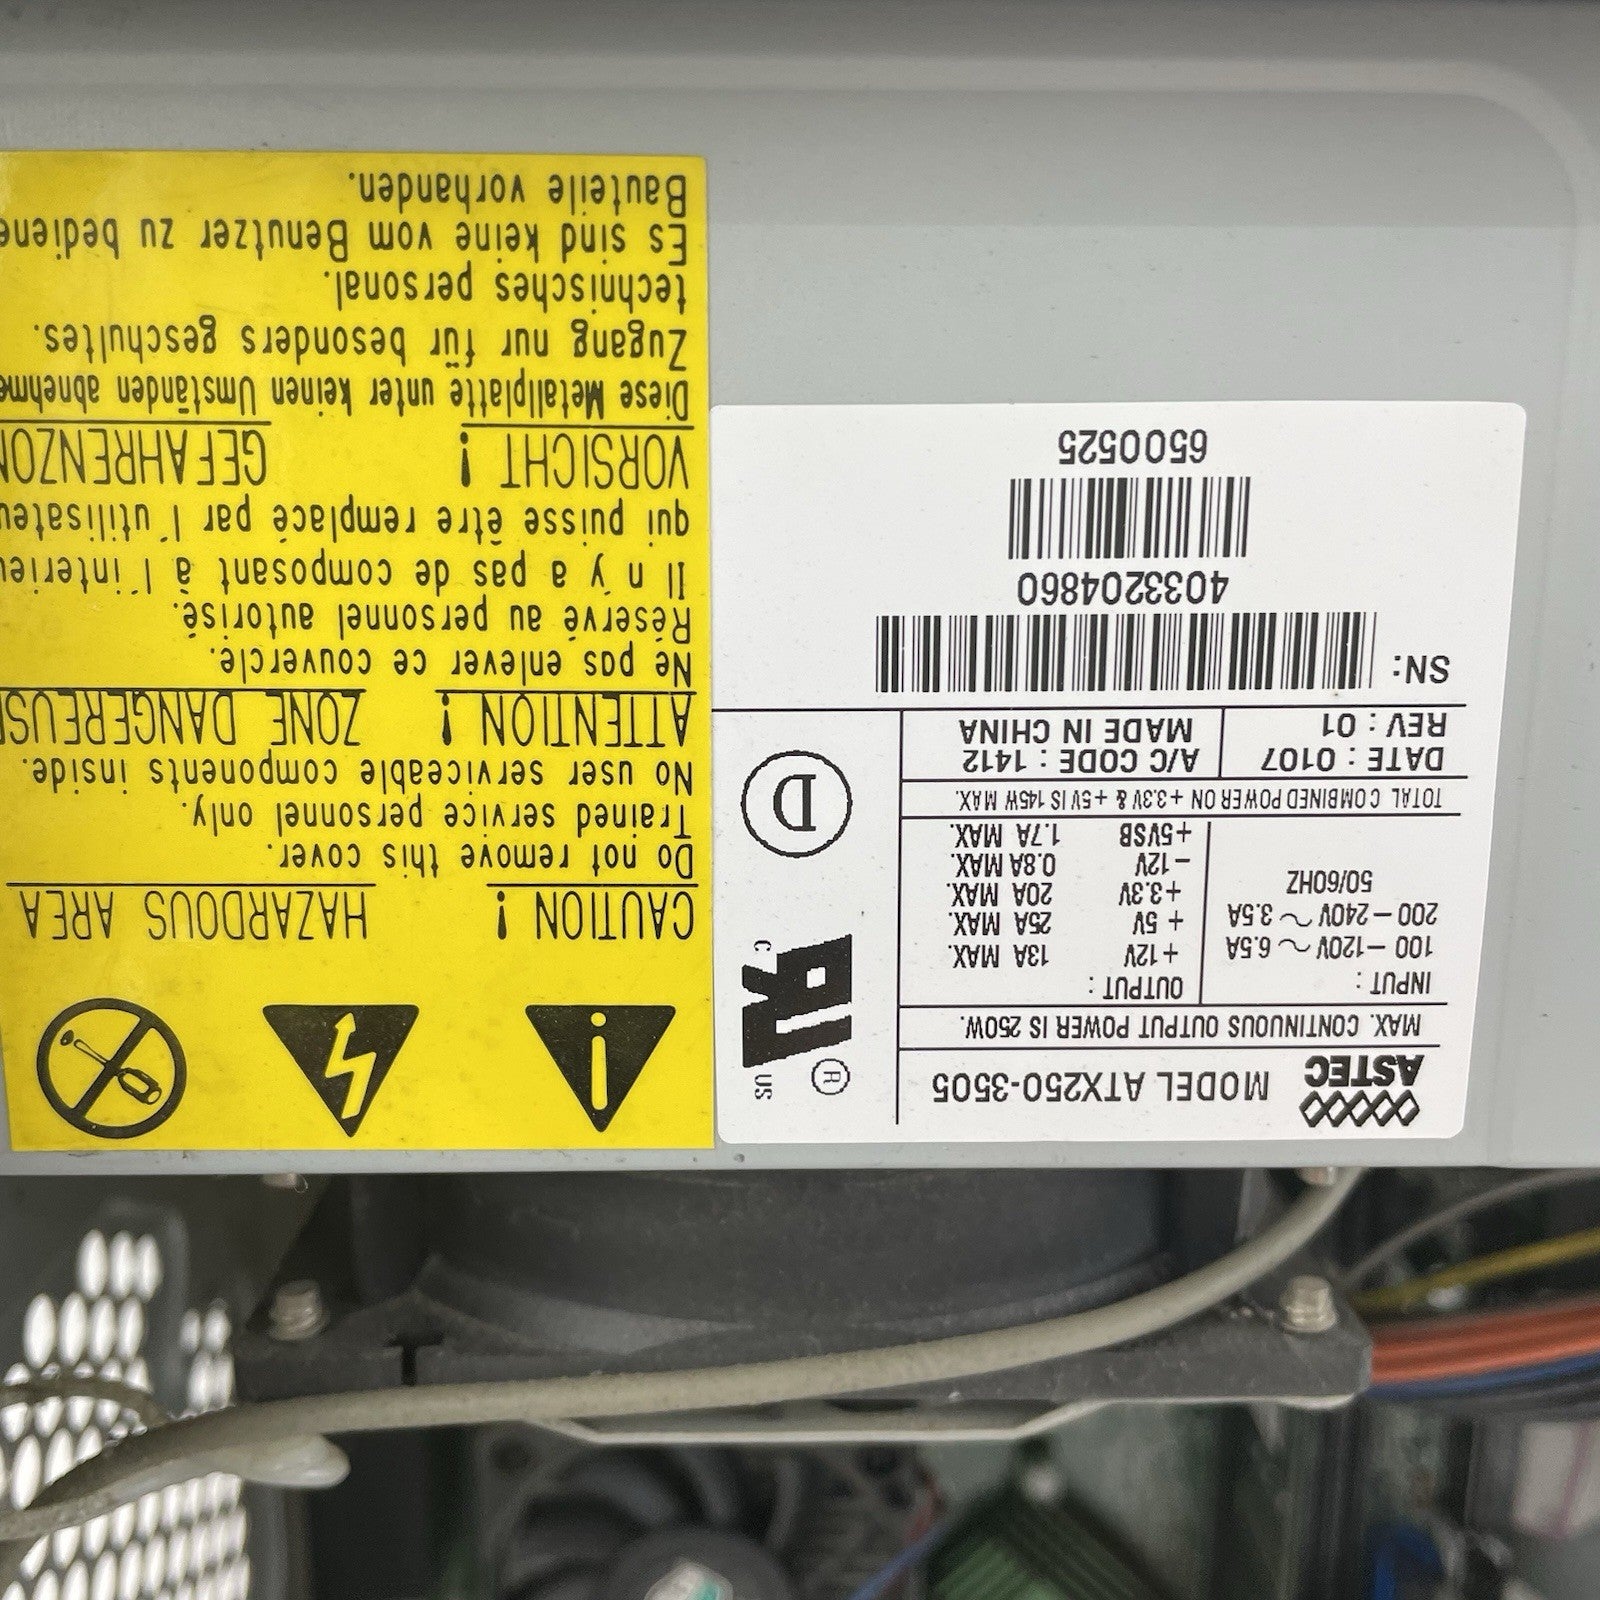 CAUTION ! HAZARDOUS AREA
Do not remove this cover.
Trained service personnel only.
No user serviceable components inside.
ATTENTION ! ZONE DANGEREUS
Ne pas enlever ce couvercle.
Réservé au personnel autorisé.
Il n'y a pas de composant à l'interieu
qui puisse être remplacé par l'utilisateu
VORSICHT ! GEFAHRENZON
Diese Metallplatte unter keinen Umständen abnehme
Zugang nur für besonders geschultes.
technisches personal.
Es sind keine vom Benutzer zu bediene
Bauteile vorhanden.
ASTEC
MODEL ATX250-3505
MAX. CONTINUOUS OUTPUT POWER IS 250W.
INPUT :
100 – 120V ~ 6.5A
200 – 240V ~ 3.5A
50/60HZ
OUTPUT :
+12V 13A MAX.
+ 5V 25A MAX.
+3.3V 20A MAX.
–12V 0.8A MAX.
+5VSB 1.7A MAX.
TOTAL COMBINED POWER ON +3.3V & +5V IS 145W MAX.
DATE : 0107
REV : 01
A/C CODE : 1412
MADE IN CHINA
C
US
®
D
SN:
4033204860
6500525